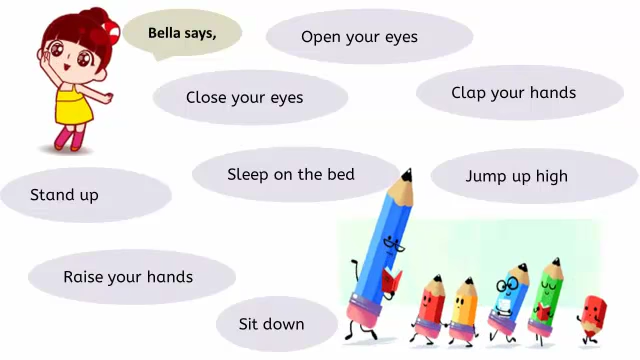 Bella says,
Open your eyes
Close your eyes
Clap your hands
Sleep on the bed
Jump up high
Stand up
Raise your hands
Sit down